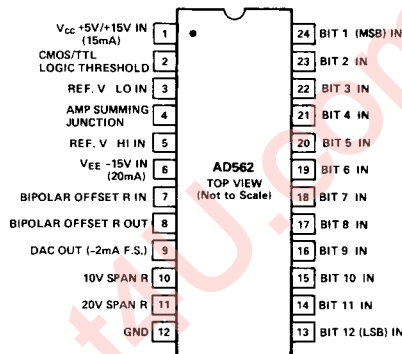 VCC +5V/+15V IN
(15mA)
1
CMOS/TTL
LOGIC THRESHOLD
2
REF. V LO IN
3
AMP SUMMING
JUNCTION
4
REF. V HI IN
5
VEE -15V IN
(20mA)
6
BIPOLAR OFFSET R IN
7
BIPOLAR OFFSET R OUT
8
DAC OUT (-2mA F.S.)
9
10V SPAN R
10
20V SPAN R
11
GND
12
AD562
TOP VIEW
(Not to Scale)
24 BIT 1 (MSB) IN
23 BIT 2 IN
22 BIT 3 IN
21 BIT 4 IN
20 BIT 5 IN
19 BIT 6 IN
18 BIT 7 IN
17 BIT 8 IN
16 BIT 9 IN
15 BIT 10 IN
14 BIT 11 IN
13 BIT 12 (LSB) IN
t4U.com